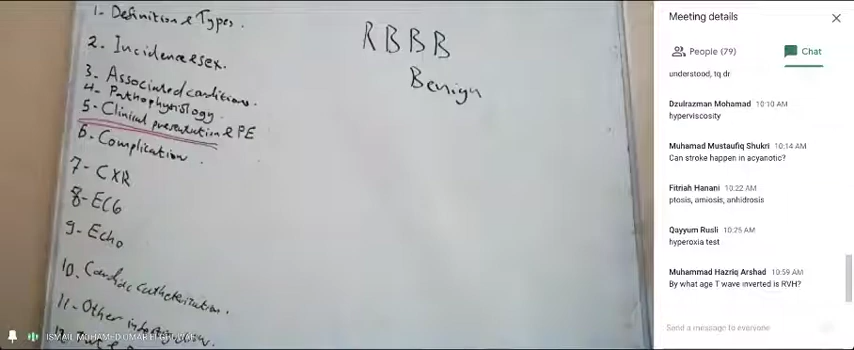 1- Definition & Types.
2. Incidence & sex.
3. Associated conditions.
4- Pathophysiology.
5- Clinical presentation & PE
6- Complication.
7- CXR
8- ECG
9- Echo
10. Cardiac catheterization.
11- Other
12.
RBBB
Benign
ISMAIL MOHAMED OMAR
Meeting details
People (79)
Chat
understood, tq dr
Dzulrazman Mohamad 10:10 AM
hyperviscosity
Muhamad Mustaufiq Shukri 10:14 AM
Can stroke happen in acyanotic?
Fitriah Hanani 10:22 AM
ptosis, amiosis, anhidrosis
Qayyum Rusli 10:25 AM
hyperoxia test
Muhammad Hazriq Arshad 10:59 AM
By what age T wave inverted is RVH?
Send a message to everyone